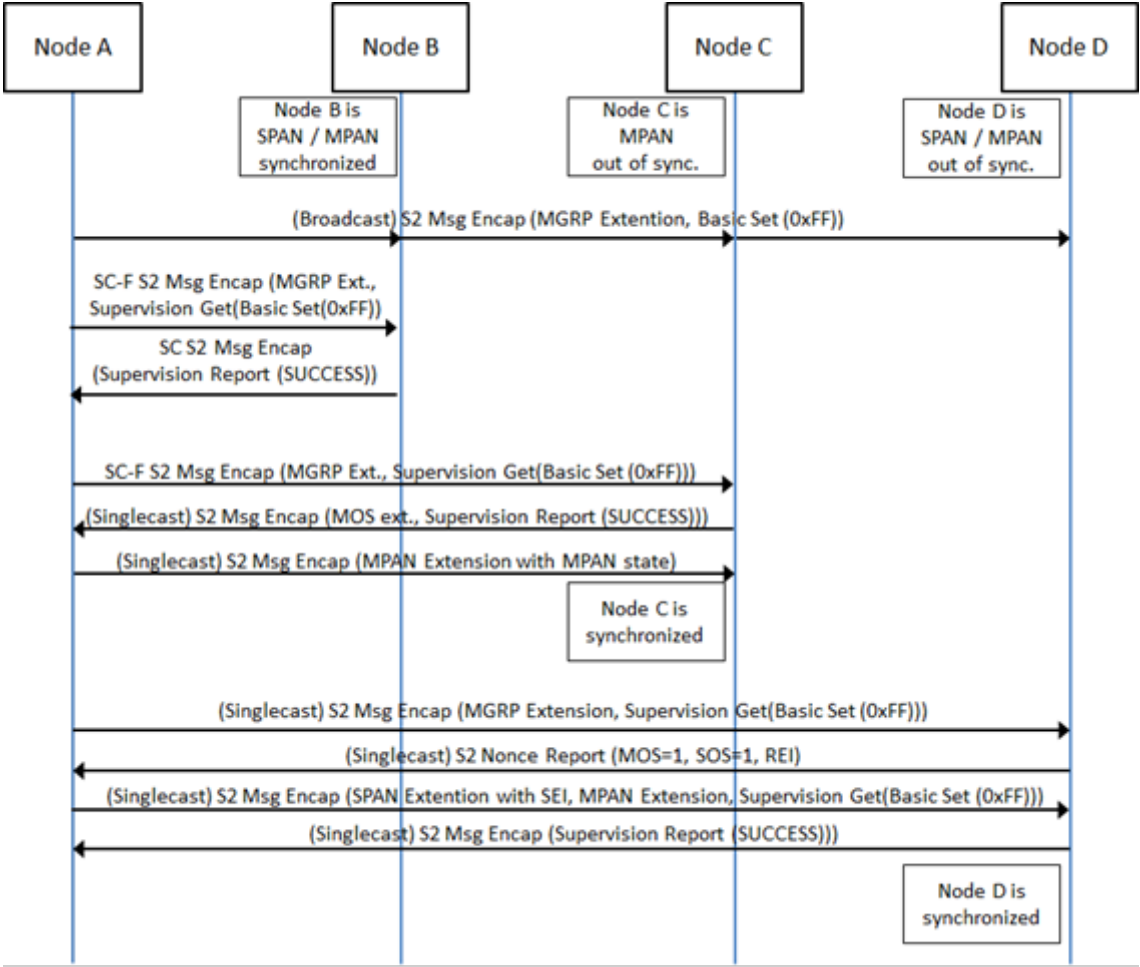 Node A
Node B
Node C
Node D
Node B is
SPAN / MPAN
synchronized
Node C is
MPAN
out of sync.
Node D is
SPAN / MPAN
out of sync.
(Broadcast) S2 Msg Encap (MGRP Extention, Basic Set (0xFF))
SC-F S2 Msg Encap (MGRP Ext.,
Supervision Get(Basic Set(0xFF))
SC S2 Msg Encap
(Supervision Report (SUCCESS))
SC-F S2 Msg Encap (MGRP Ext., Supervision Get(Basic Set (0xFF)))
(Singlecast) S2 Msg Encap (MOS ext., Supervision Report (SUCCESS)))
(Singlecast) S2 Msg Encap (MPAN Extension with MPAN state)
Node C is
synchronized
(Singlecast) S2 Msg Encap (MGRP Extension, Supervision Get(Basic Set (0xFF)))
(Singlecast) S2 Nonce Report (MOS=1, SOS=1, REI)
(Singlecast) S2 Msg Encap (SPAN Extention with SEI, MPAN Extension, Supervision Get(Basic Set (0xFF)))
(Singlecast) S2 Msg Encap (Supervision Report (SUCCESS)))
Node D is
synchronized